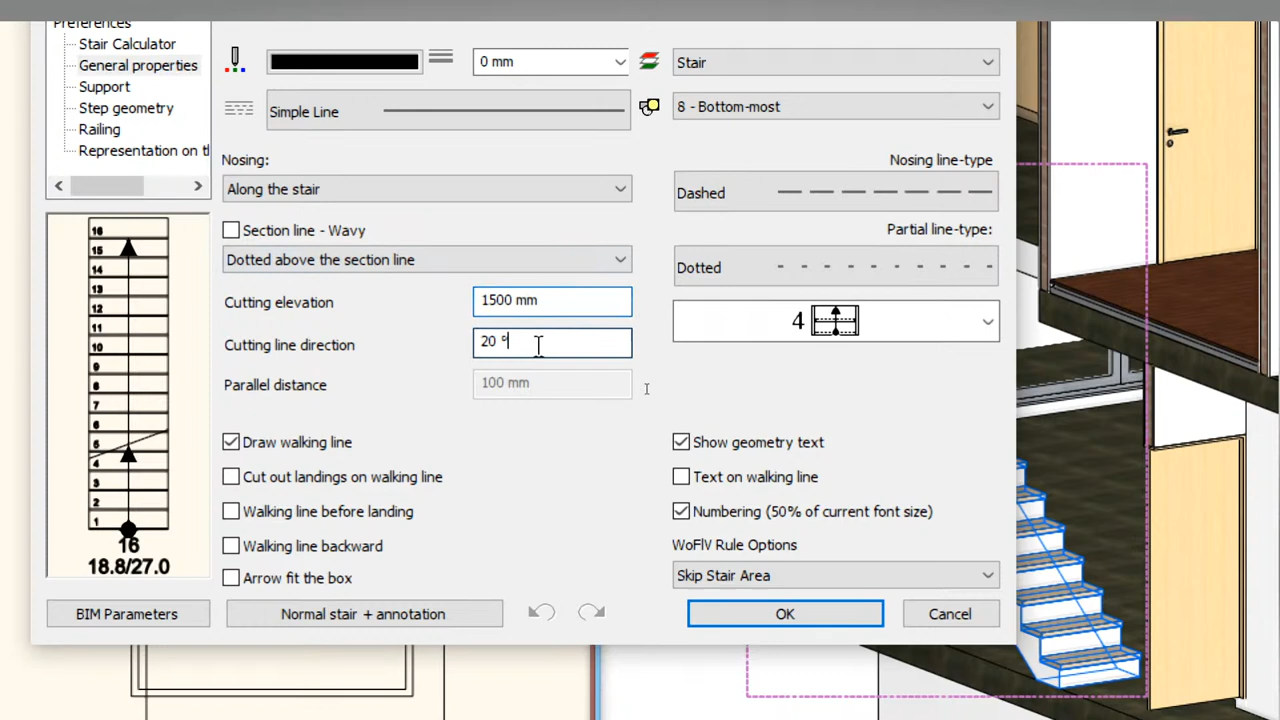 Preferences
Stair Calculator
General properties
Support
Step geometry
Railing
Representation on tl
0 mm
Stair
Simple Line
8 - Bottom-most
Nosing:
Nosing line-type
Along the stair
Dashed
Section line - Wavy
Partial line-type:
Dotted above the section line
Dotted
Cutting elevation
1500 mm
4
Cutting line direction
20 °
Parallel distance
100 mm
Draw walking line
Show geometry text
Cut out landings on walking line
Text on walking line
Walking line before landing
Numbering (50% of current font size)
Walking line backward
WoFlV Rule Options
Arrow fit the box
Skip Stair Area
16
15
14
13
12
11
10
9
8
7
6
5
4
3
2
1
16
18.8/27.0
BIM Parameters
Normal stair + annotation
OK
Cancel